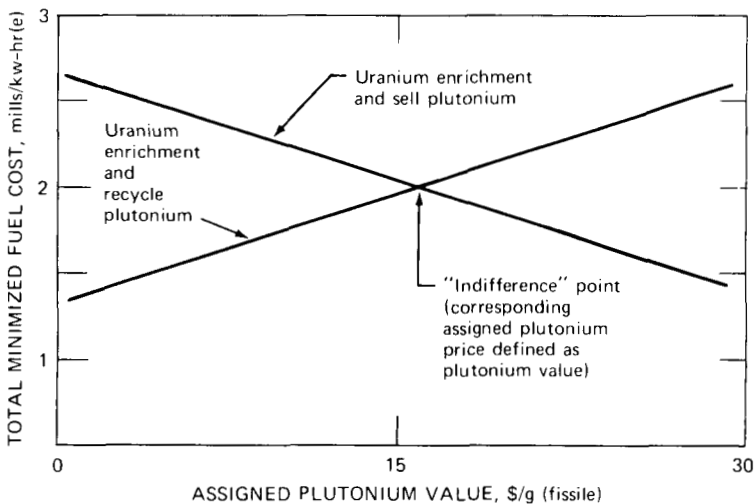 3
Uranium enrichment
and sell plutonium
Uranium
enrichment
and
recycle
plutonium
2
"Indifference" point
(corresponding
assigned plutonium
price defined as
plutonium value)
1
TOTAL MINIMIZED FUEL COST, mills/kw-hr(e)
0
15
30
ASSIGNED PLUTONIUM VALUE, $/g (fissile)